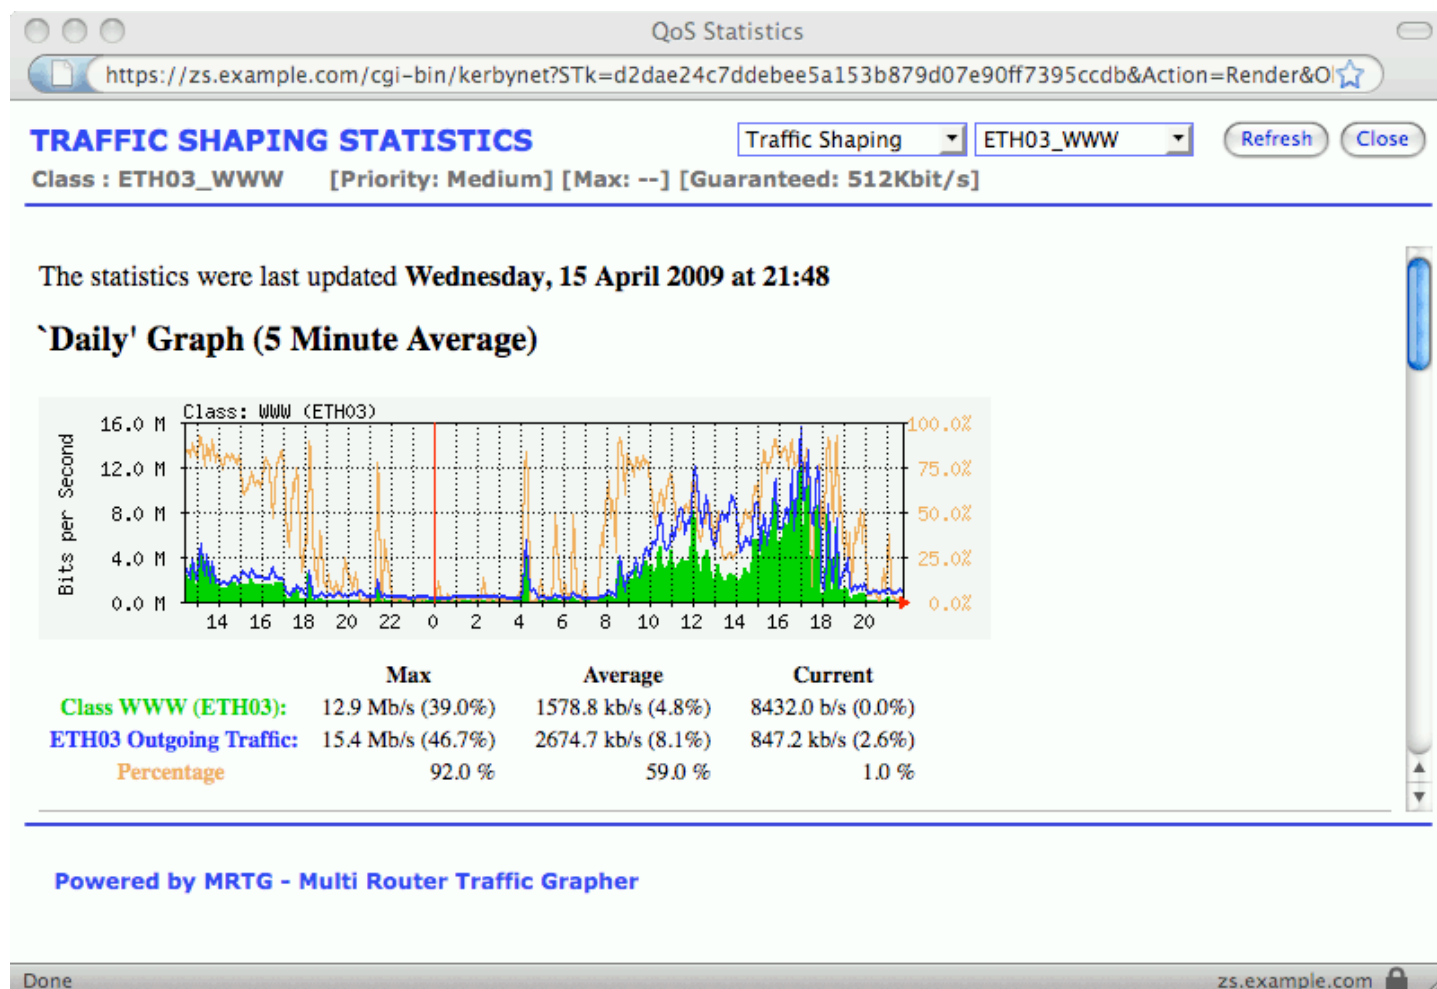 QoS Statistics
https://zs.example.com/cgi-bin/kerbynet?STk=d2dae24c7ddebee5a153b879d07e90ff7395ccdb&Action=Render&O
TRAFFIC SHAPING STATISTICS Traffic Shaping ETH03_WWW Refresh Close
Class : ETH03_WWW [Priority: Medium] [Max: --] [Guaranteed: 512Kbit/s]
The statistics were last updated Wednesday, 15 April 2009 at 21:48
`Daily' Graph (5 Minute Average)
Class: WWW (ETH03)
Bits per Second
16.0 M 100.0%
12.0 M 75.0%
8.0 M 50.0%
4.0 M 25.0%
0.0 M 0.0%
14 16 18 20 22 0 2 4 6 8 10 12 14 16 18 20
Max Average Current
Class WWW (ETH03): 12.9 Mb/s (39.0%) 1578.8 kb/s (4.8%) 8432.0 b/s (0.0%)
ETH03 Outgoing Traffic: 15.4 Mb/s (46.7%) 2674.7 kb/s (8.1%) 847.2 kb/s (2.6%)
Percentage 92.0 % 59.0 % 1.0 %
Powered by MRTG - Multi Router Traffic Grapher
Done zs.example.com